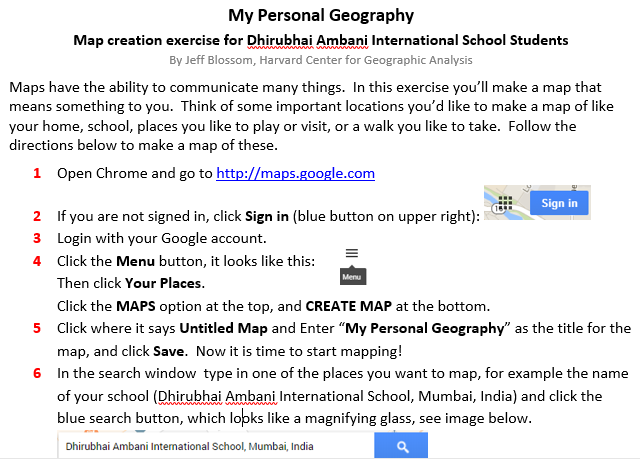 My Personal Geography
Map creation exercise for Dhirubhai Ambani International School Students
By Jeff Blossom, Harvard Center for Geographic Analysis
Maps have the ability to communicate many things.  In this exercise you'll make a map that
means something to you.  Think of some important locations you'd like to make a map of like
your home, school, places you like to play or visit, or a walk you like to take.  Follow the
directions below to make a map of these.
1 Open Chrome and go to http://maps.google.com
2 If you are not signed in, click Sign in (blue button on upper right): Sign in
3 Login with your Google account.
4 Click the Menu button, it looks like this:
Menu
Then click Your Places.
Click the MAPS option at the top, and CREATE MAP at the bottom.
5 Click where it says Untitled Map and Enter “My Personal Geography” as the title for the
map, and click Save.  Now it is time to start mapping!
6 In the search window  type in one of the places you want to map, for example the name
of your school (Dhirubhai Ambani International School, Mumbai, India) and click the
blue search button, which looks like a magnifying glass, see image below.
Dhirubhai Ambani International School, Mumbai, India